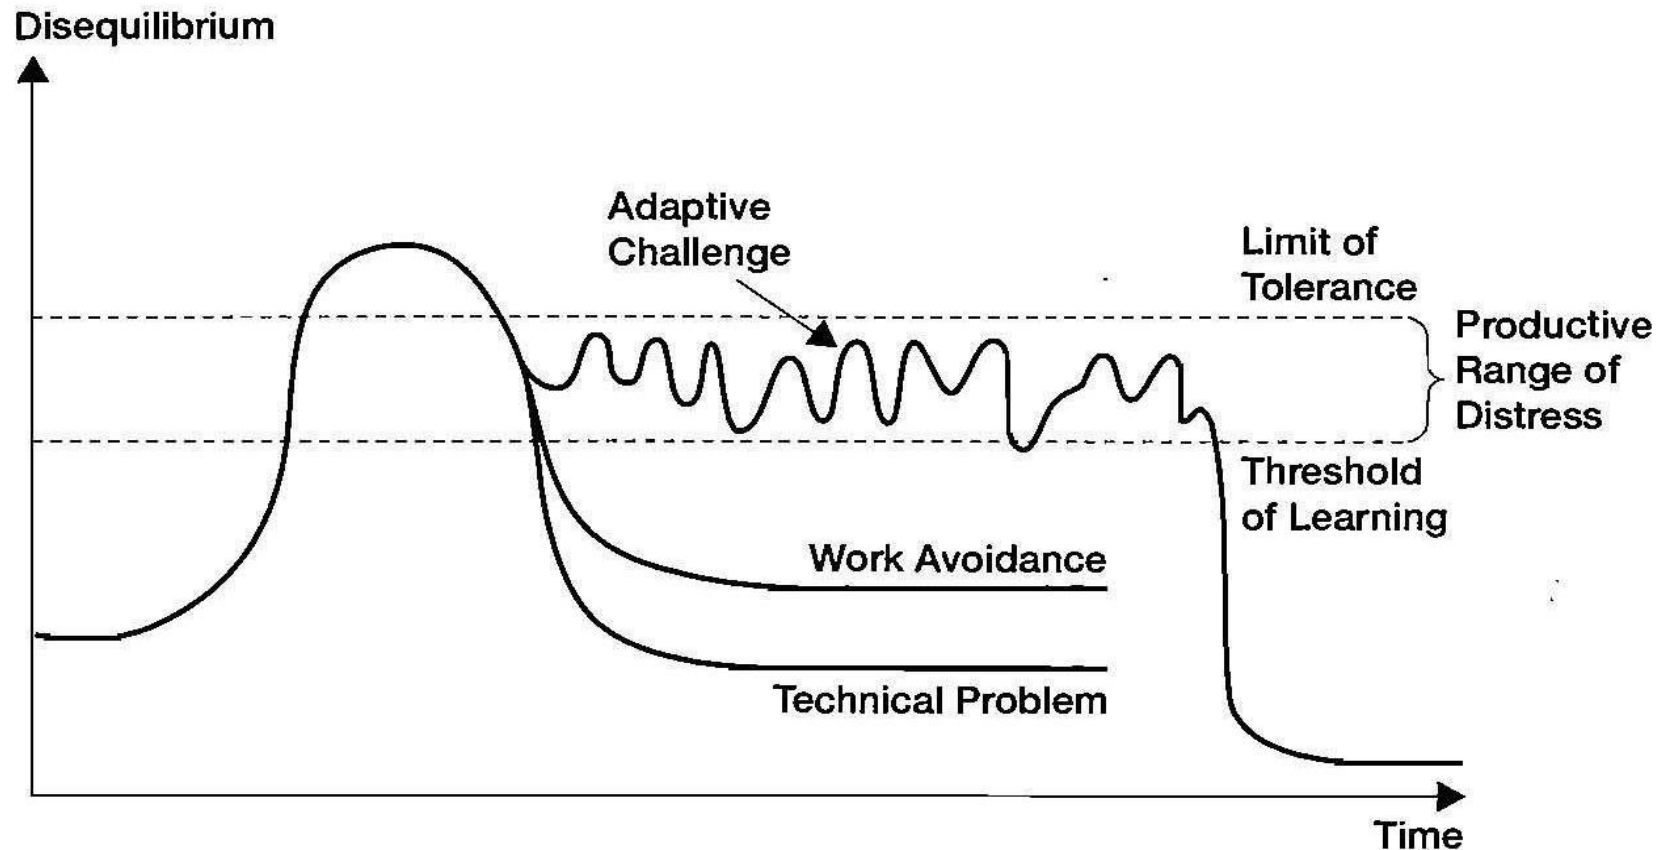 Disequilibrium
Adaptive
Challenge
Limit of
Tolerance
Productive
Range of
Distress
Threshold
of Learning
Work Avoidance
Technical Problem
Time